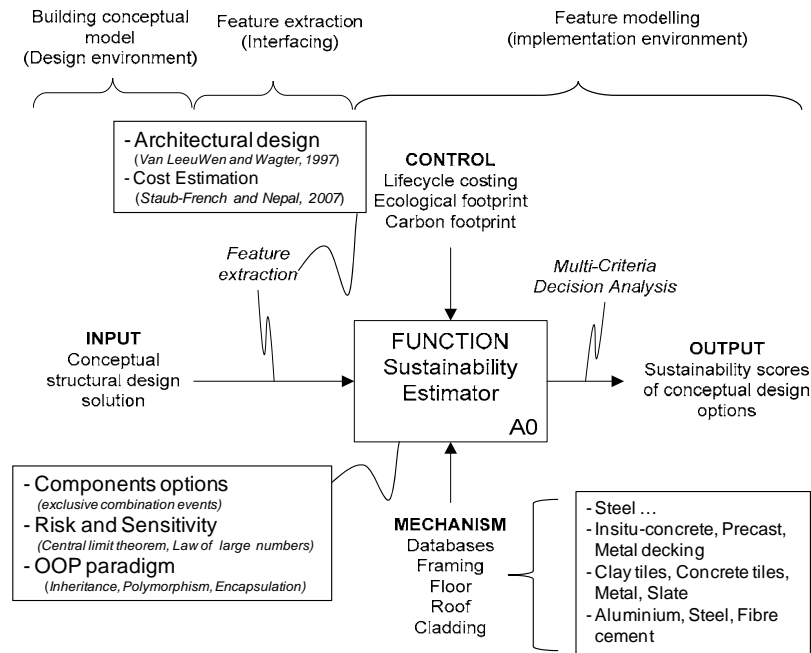 Building conceptual
model
(Design environment)
Feature extraction
(Interfacing)
Feature modelling
(implementation environment)
- Architectural design
(Van LeeuWen and Wagter, 1997)
- Cost Estimation
(Staub-French and Nepal, 2007)
CONTROL
Lifecycle costing
Ecological footprint
Carbon footprint
Feature
extraction
Multi-Criteria
Decision Analysis
INPUT
Conceptual
structural design
solution
FUNCTION
Sustainability
Estimator
A0
OUTPUT
Sustainability scores
of conceptual design
options
- Components options
(exclusive combination events)
- Risk and Sensitivity
(Central limit theorem, Law of large numbers)
- OOP paradigm
(Inheritance, Polymorphism, Encapsulation)
MECHANISM
Databases
Framing
Floor
Roof
Cladding
- Steel ...
- Insitu-concrete, Precast,
Metal decking
- Clay tiles, Concrete tiles,
Metal, Slate
- Aluminium, Steel, Fibre
cement